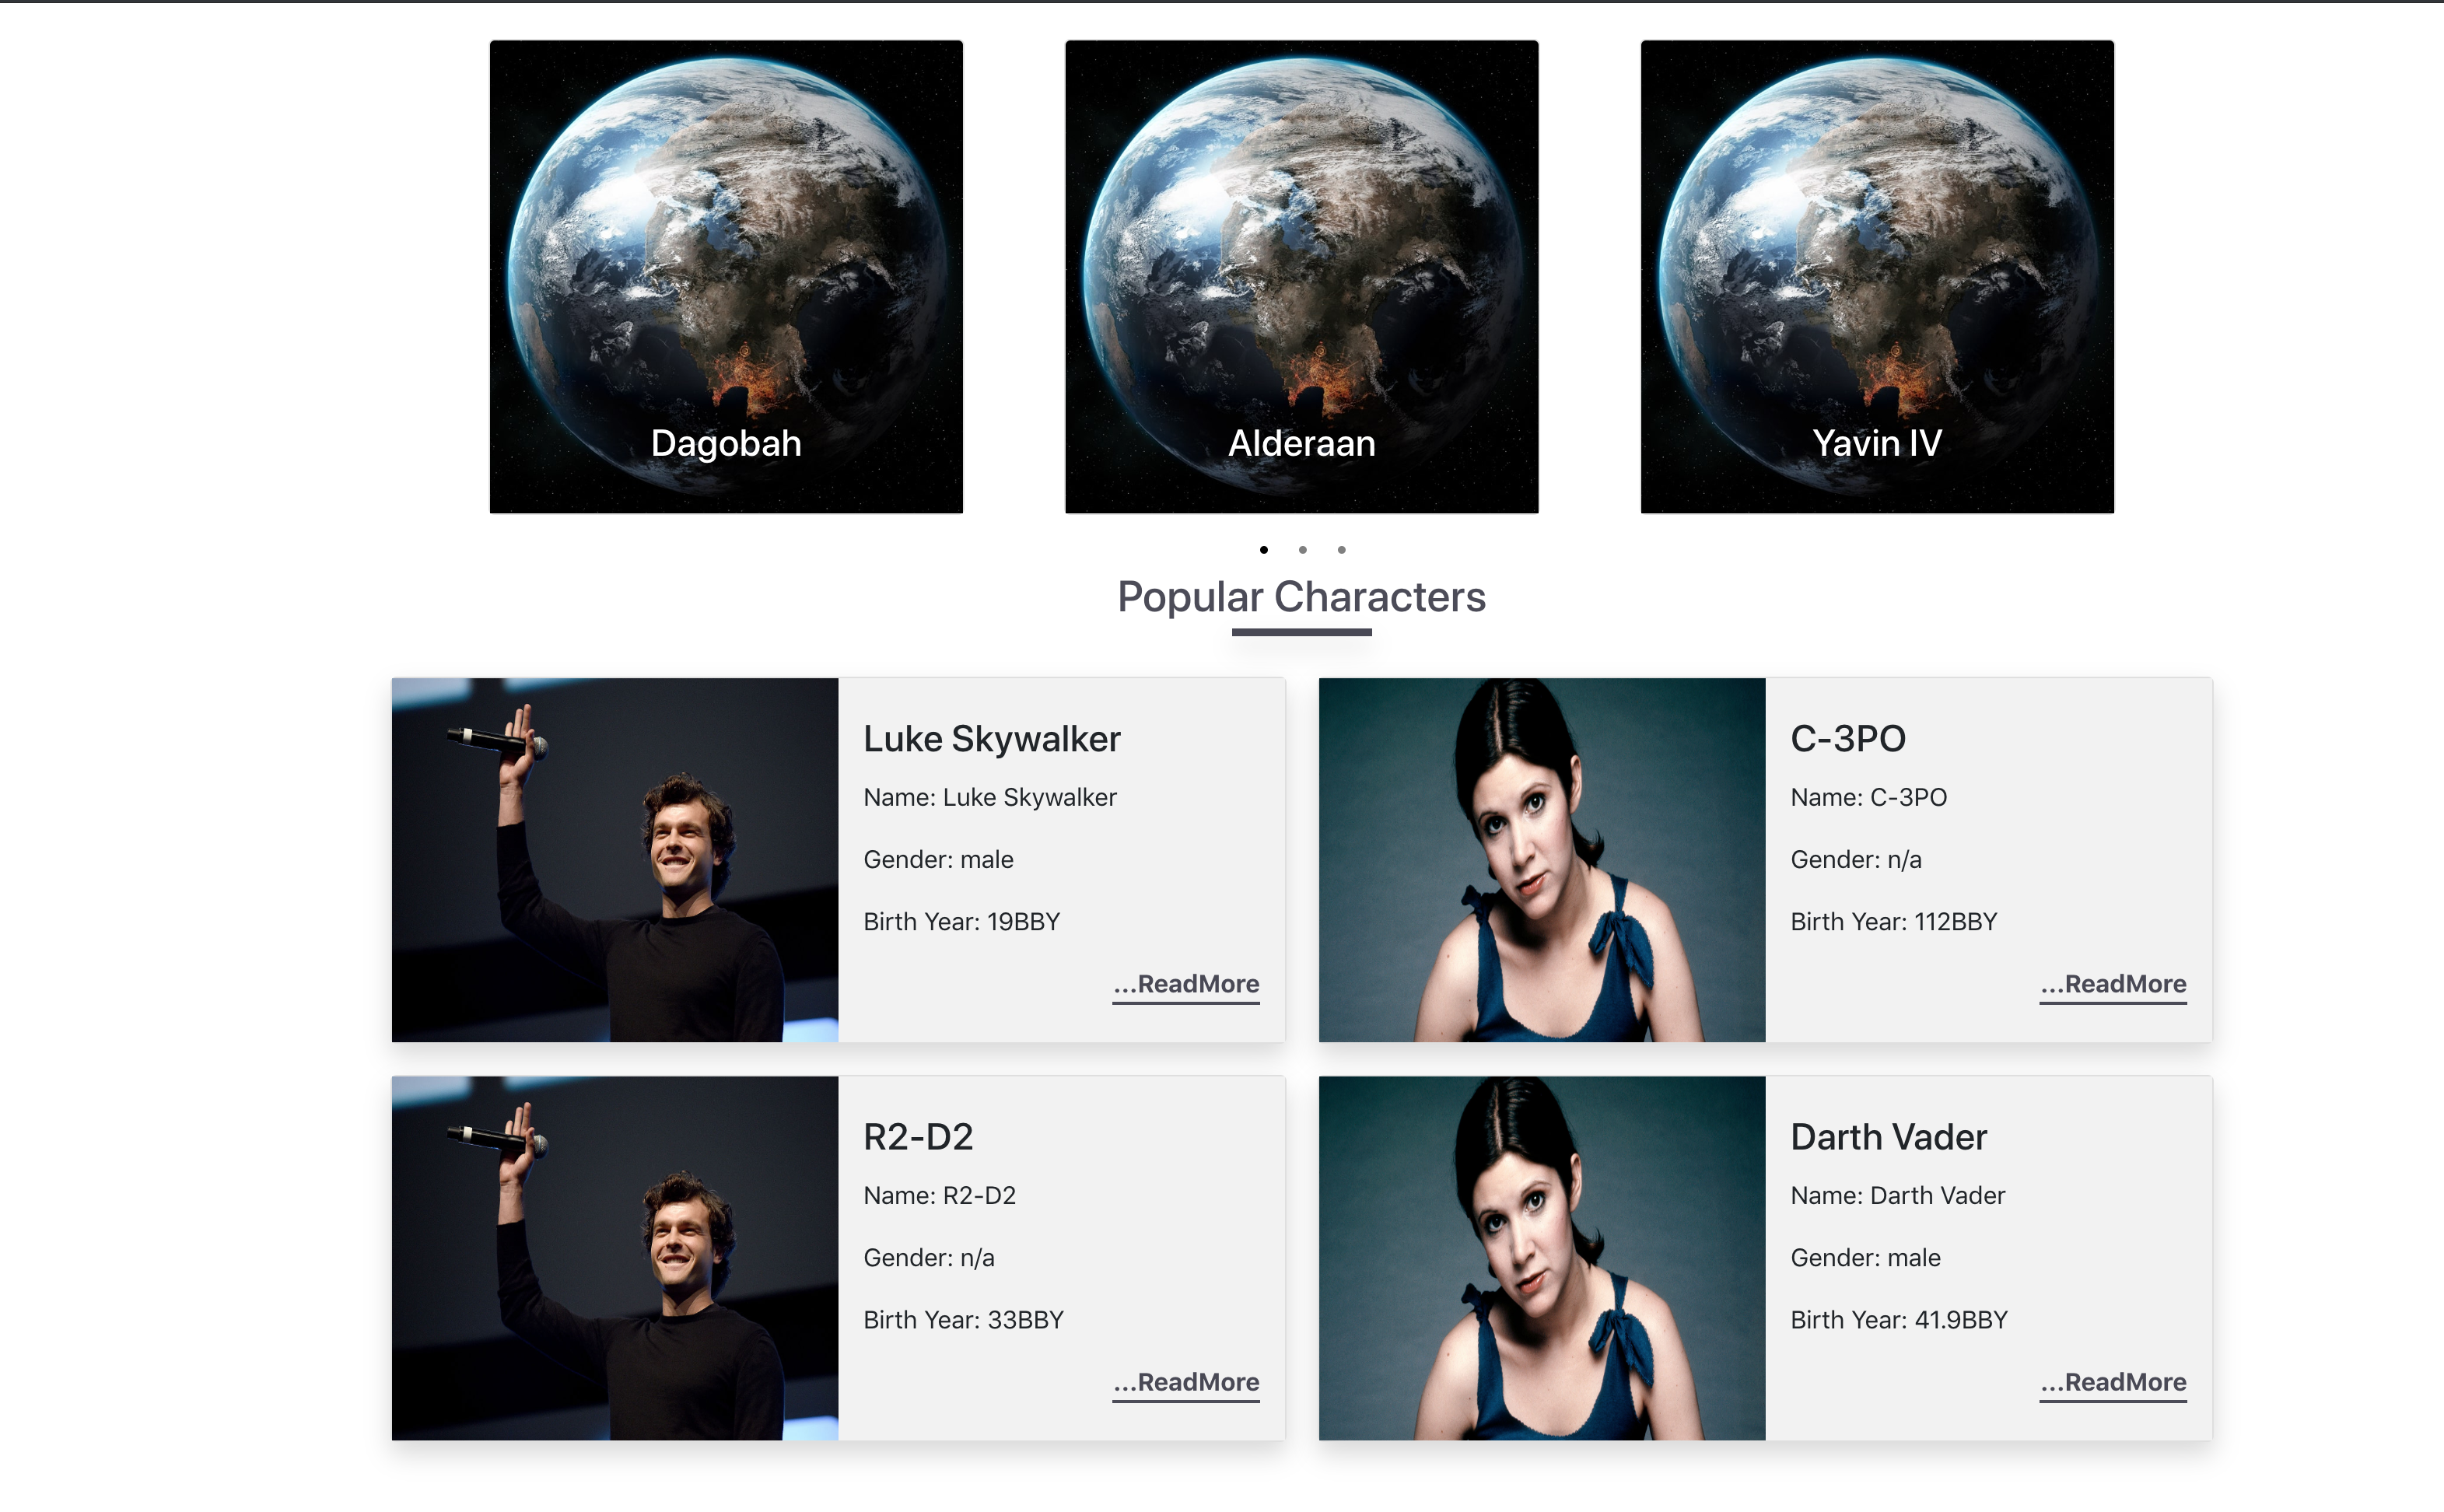 Dagobah
Alderaan
Yavin IV
Popular Characters
Luke Skywalker
Name: Luke Skywalker
Gender: male
Birth Year: 19BBY
...ReadMore
C-3PO
Name: C-3PO
Gender: n/a
Birth Year: 112BBY
...ReadMore
R2-D2
Name: R2-D2
Gender: n/a
Birth Year: 33BBY
...ReadMore
Darth Vader
Name: Darth Vader
Gender: male
Birth Year: 41.9BBY
...ReadMore